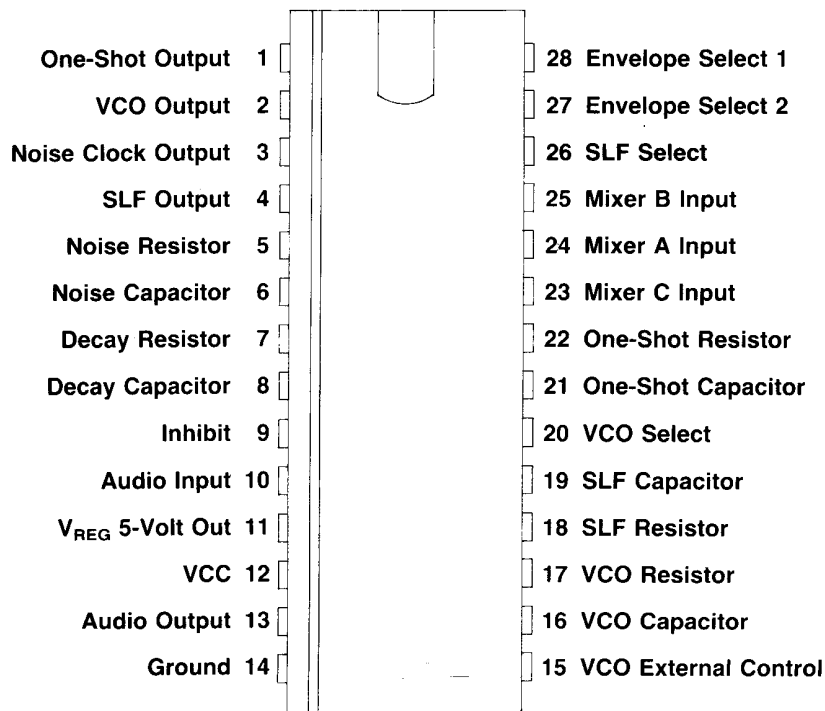 One-Shot Output 1
VCO Output 2
Noise Clock Output 3
SLF Output 4
Noise Resistor 5
Noise Capacitor 6
Decay Resistor 7
Decay Capacitor 8
Inhibit 9
Audio Input 10
VREG 5-Volt Out 11
VCC 12
Audio Output 13
Ground 14
28 Envelope Select 1
27 Envelope Select 2
26 SLF Select
25 Mixer B Input
24 Mixer A Input
23 Mixer C Input
22 One-Shot Resistor
21 One-Shot Capacitor
20 VCO Select
19 SLF Capacitor
18 SLF Resistor
17 VCO Resistor
16 VCO Capacitor
15 VCO External Control